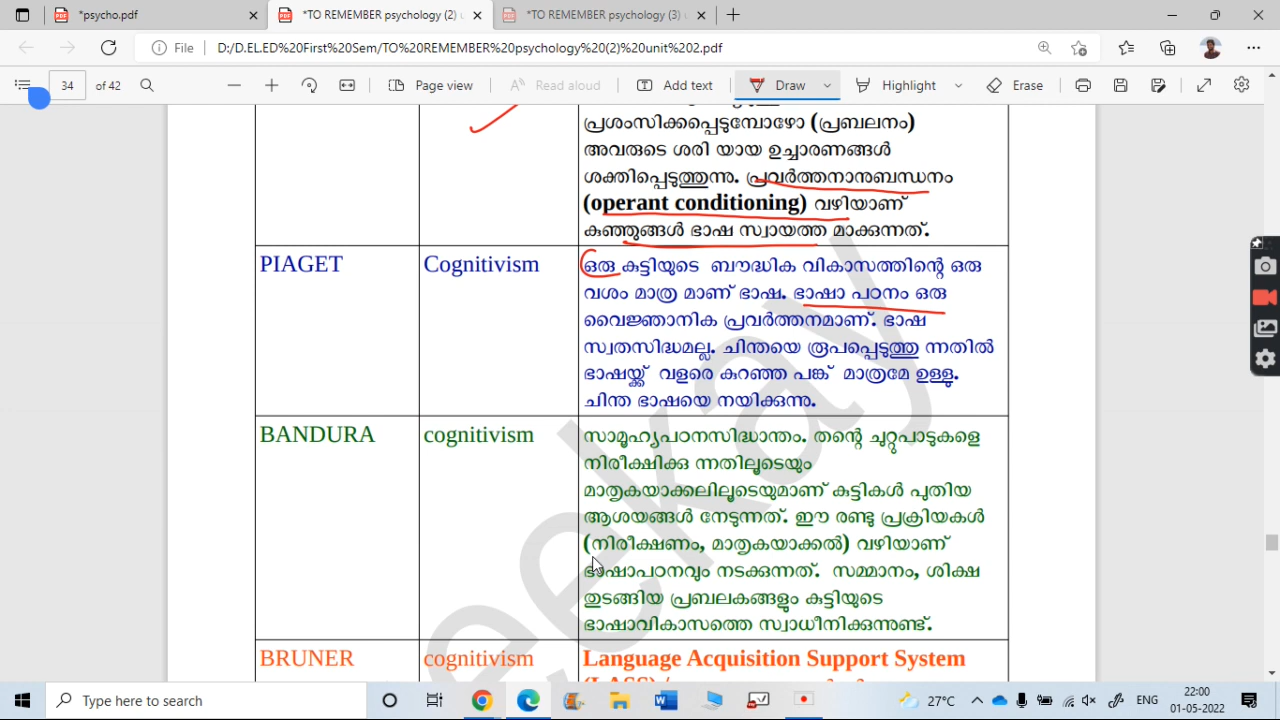 *psycho.pdf
*TO REMEMBER psychology (2) u
*TO REMEMBER psychology (3) u
File
D:/D.EL.ED%20First%20Sem/TO%20REMEMBER%20psychology%20(2)%20unit%202.pdf
34 of 42
Page view
Read aloud
Add text
Draw
Highlight
Erase
പ്രശംസിക്കപ്പെടുമ്പോഴോ (പ്രബലനം)
അവരുടെ ശരി യായ ഉച്ചാരണങ്ങൾ
ശക്തിപ്പെടുത്തുന്നു. പ്രവർത്തനാനുബന്ധനം
(operant conditioning) വഴിയാണ്
കുഞ്ഞുങ്ങൾ ഭാഷ സ്വായത്ത മാക്കുന്നത്.
PIAGET
Cognitivism
ഒരു കുട്ടിയുടെ ബൗദ്ധിക വികാസത്തിന്റെ ഒരു
വശം മാത്ര മാണ് ഭാഷ. ഭാഷാ പഠനം ഒരു
വൈജ്ഞാനിക പ്രവർത്തനമാണ്. ഭാഷ
സ്വതസിദ്ധമല്ല. ചിന്തയെ രൂപപ്പെടുത്തു ന്നതിൽ
ഭാഷയ്ക്ക് വളരെ കുറഞ്ഞ പങ്ക് മാത്രമേ ഉള്ളു.
ചിന്ത ഭാഷയെ നയിക്കുന്നു.
BANDURA
cognitivism
സാമൂഹ്യപഠനസിദ്ധാന്തം. തന്റെ ചുറ്റുപാടുകളെ
നിരീക്ഷിക്കു ന്നതിലൂടെയും
മാതൃകയാക്കലിലൂടെയുമാണ് കുട്ടികൾ പുതിയ
ആശയങ്ങൾ നേടുന്നത്. ഈ രണ്ടു പ്രക്രിയകൾ
(നിരീക്ഷണം, മാതൃകയാക്കൽ) വഴിയാണ്
ഭാഷാപഠനവും നടക്കുന്നത്. സമ്മാനം, ശിക്ഷ
തുടങ്ങിയ പ്രബലകങ്ങളും കുട്ടിയുടെ
ഭാഷാവികാസത്തെ സ്വാധീനിക്കുന്നുണ്ട്.
BRUNER
cognitivism
Language Acquisition Support System
Type here to search
27°C
ENG
22:00
01-05-2022